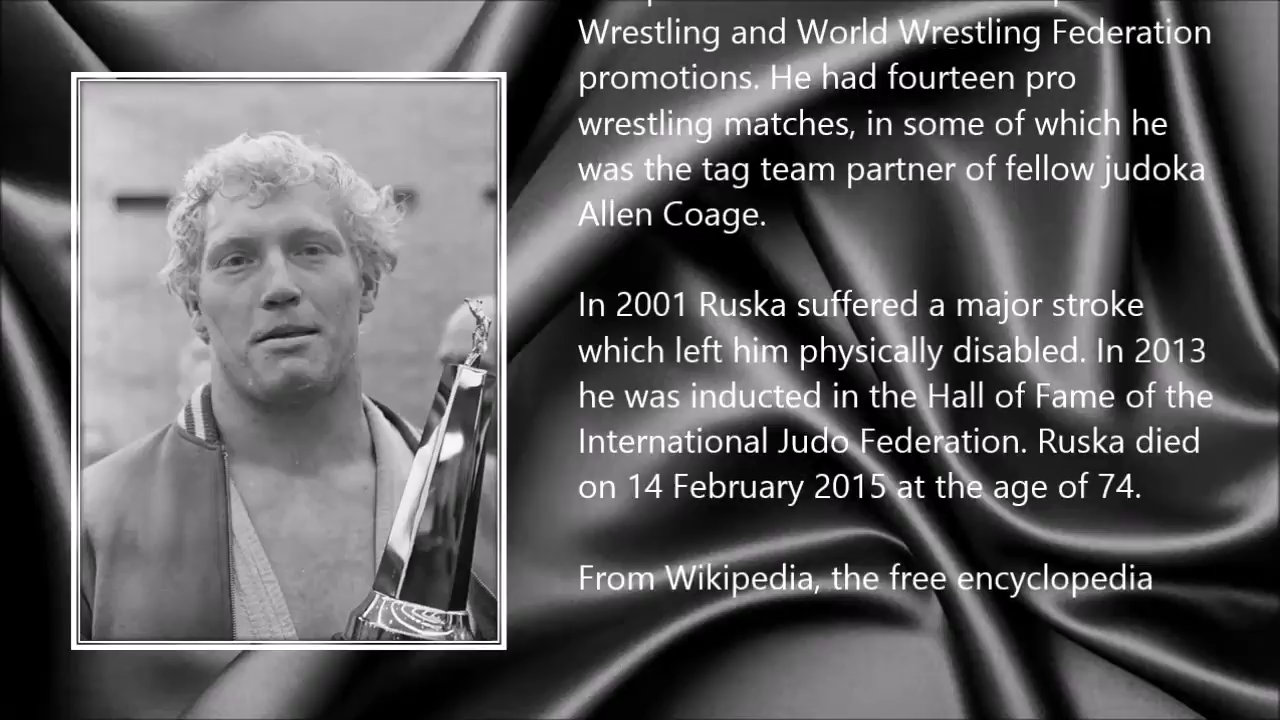 Wrestling and World Wrestling Federation
promotions. He had fourteen pro
wrestling matches, in some of which he
was the tag team partner of fellow judoka
Allen Coage.
In 2001 Ruska suffered a major stroke
which left him physically disabled. In 2013
he was inducted in the Hall of Fame of the
International Judo Federation. Ruska died
on 14 February 2015 at the age of 74.
From Wikipedia, the free encyclopedia